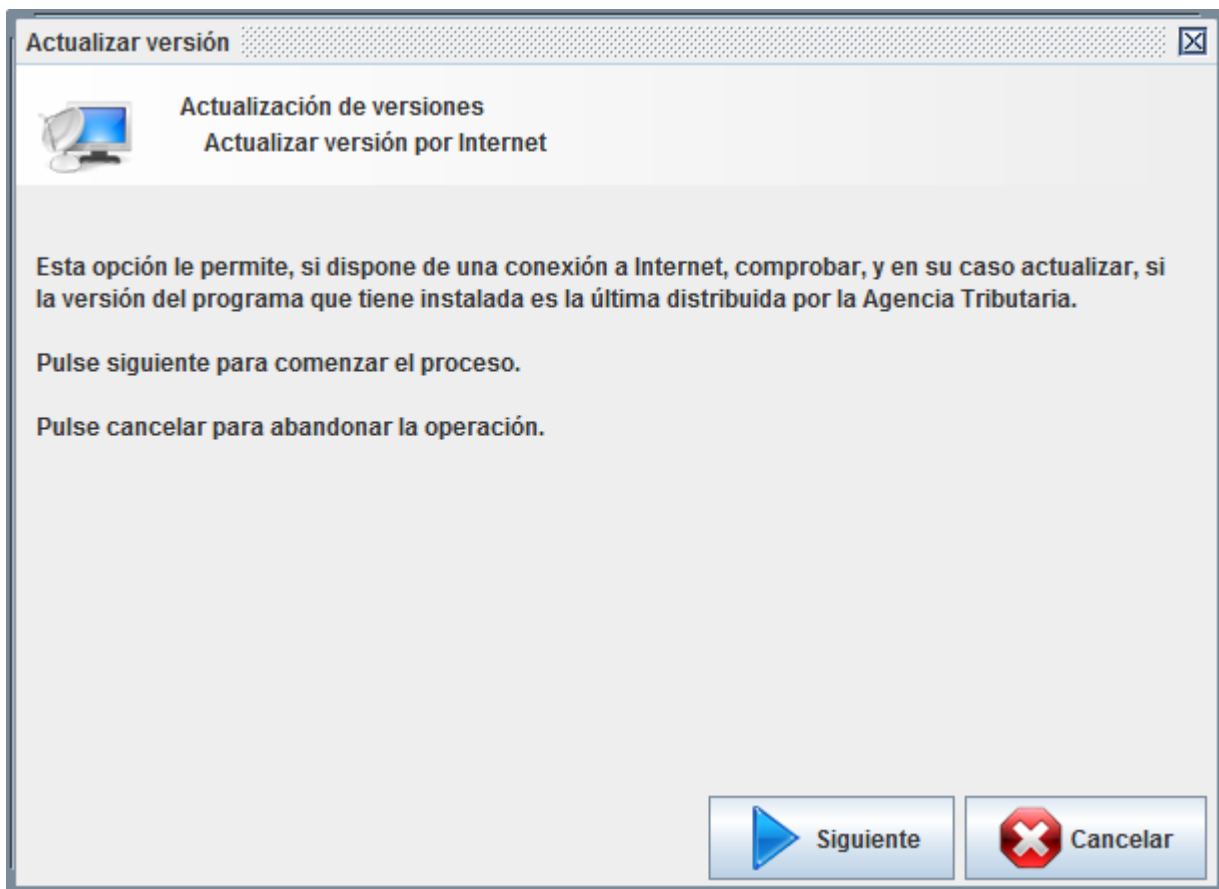 Actualizar versión
Actualización de versiones
Actualizar versión por Internet
Esta opción le permite, si dispone de una conexión a Internet, comprobar, y en su caso actualizar, si
la versión del programa que tiene instalada es la última distribuida por la Agencia Tributaria.
Pulse siguiente para comenzar el proceso.
Pulse cancelar para abandonar la operación.
Siguiente
Cancelar